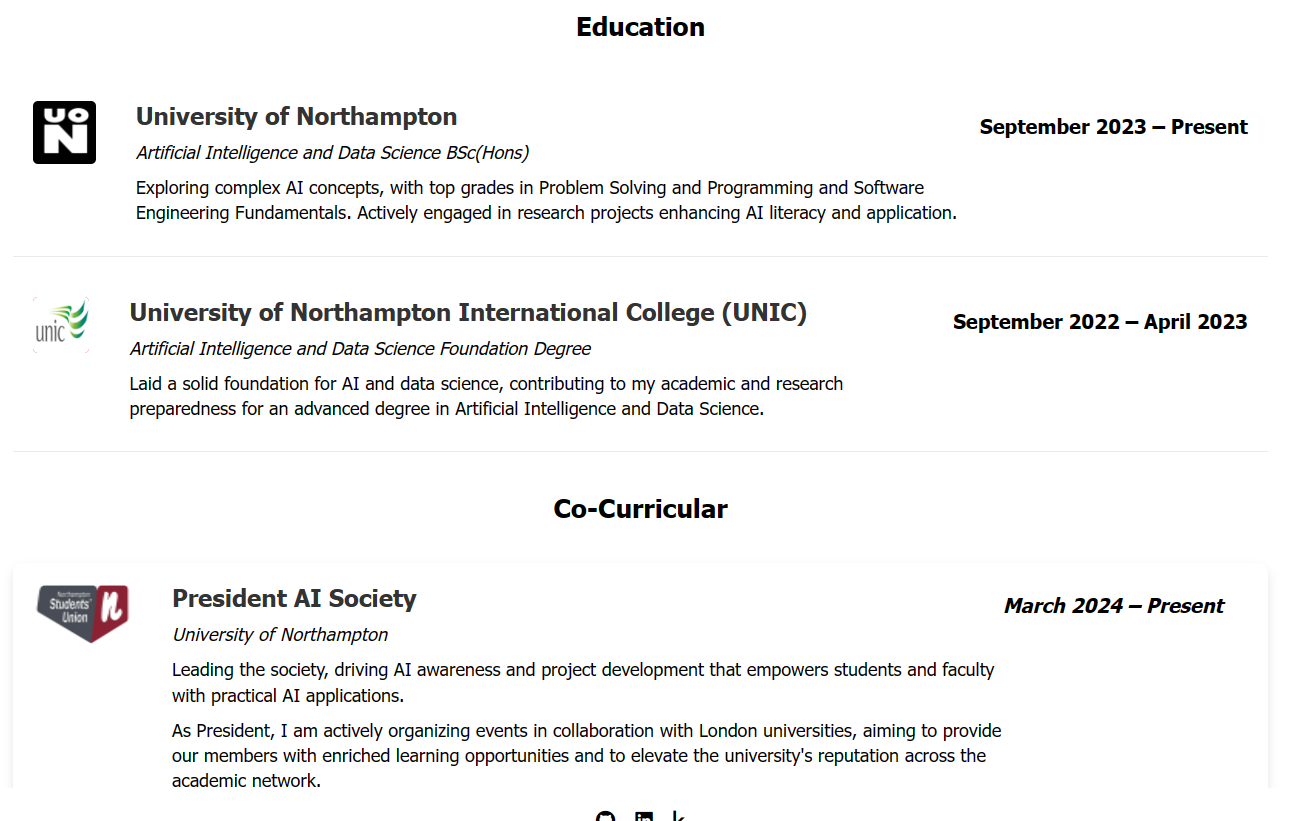 Education
UON
University of Northampton
September 2023 – Present
Artificial Intelligence and Data Science BSc(Hons)
Exploring complex AI concepts, with top grades in Problem Solving and Programming and Software
Engineering Fundamentals. Actively engaged in research projects enhancing AI literacy and application.
unic
University of Northampton International College (UNIC)
September 2022 – April 2023
Artificial Intelligence and Data Science Foundation Degree
Laid a solid foundation for AI and data science, contributing to my academic and research
preparedness for an advanced degree in Artificial Intelligence and Data Science.
Co-Curricular
Northampton
Students'
Union
n
President AI Society
March 2024 – Present
University of Northampton
Leading the society, driving AI awareness and project development that empowers students and faculty
with practical AI applications.
As President, I am actively organizing events in collaboration with London universities, aiming to provide
our members with enriched learning opportunities and to elevate the university's reputation across the
academic network.
in k